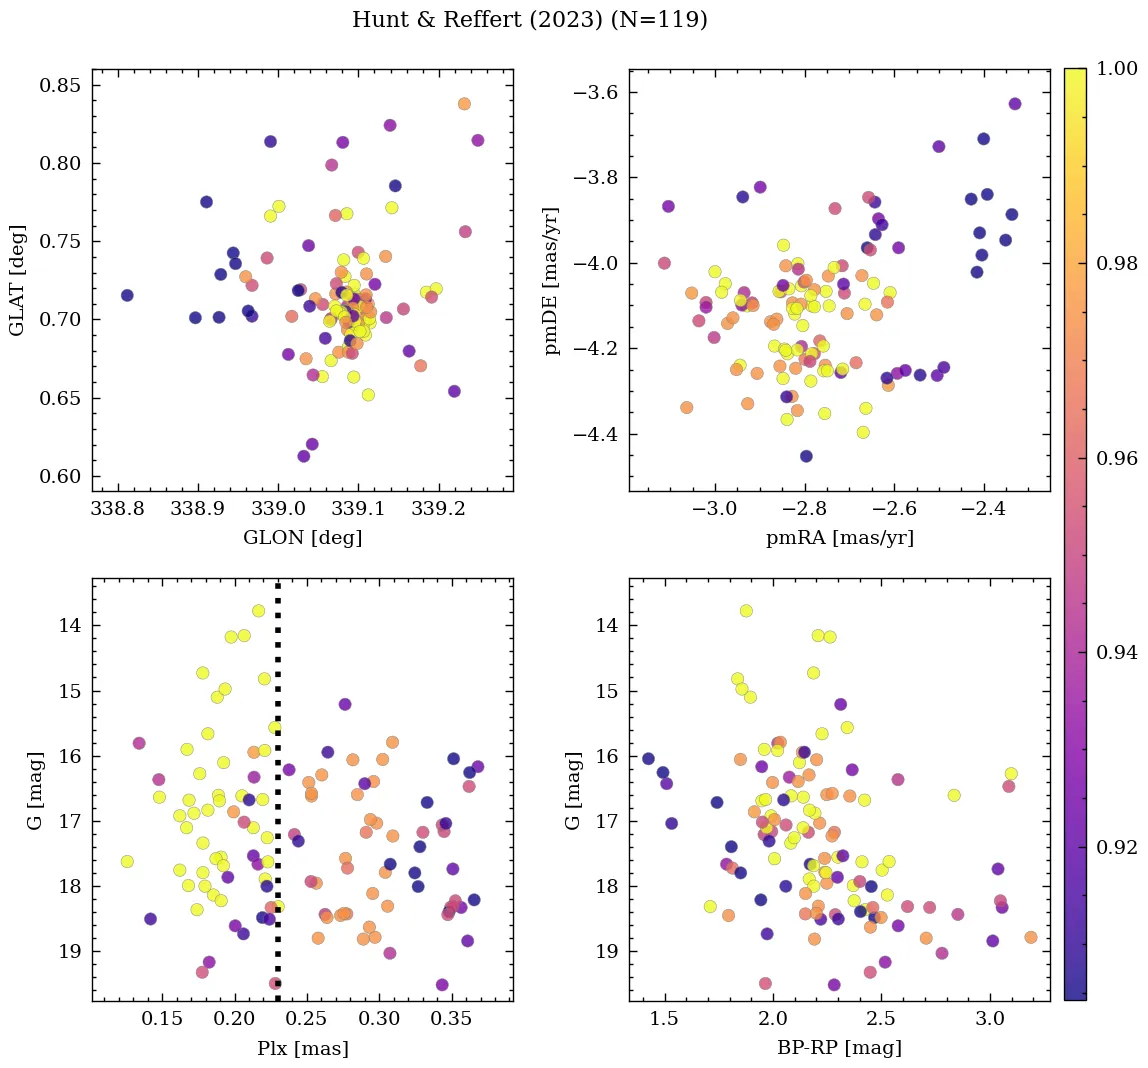 Hunt & Reffert (2023) (N=119)
0.85
0.80
0.75
0.70
0.65
0.60
GLAT [deg]
338.8 338.9 339.0 339.1 339.2
GLON [deg]
−3.6
−3.8
−4.0
−4.2
−4.4
pmDE [mas/yr]
−3.0 −2.8 −2.6 −2.4
pmRA [mas/yr]
14
15
16
17
18
19
G [mag]
0.15 0.20 0.25 0.30 0.35
Plx [mas]
14
15
16
17
18
19
G [mag]
1.5 2.0 2.5 3.0
BP-RP [mag]
1.00
0.98
0.96
0.94
0.92